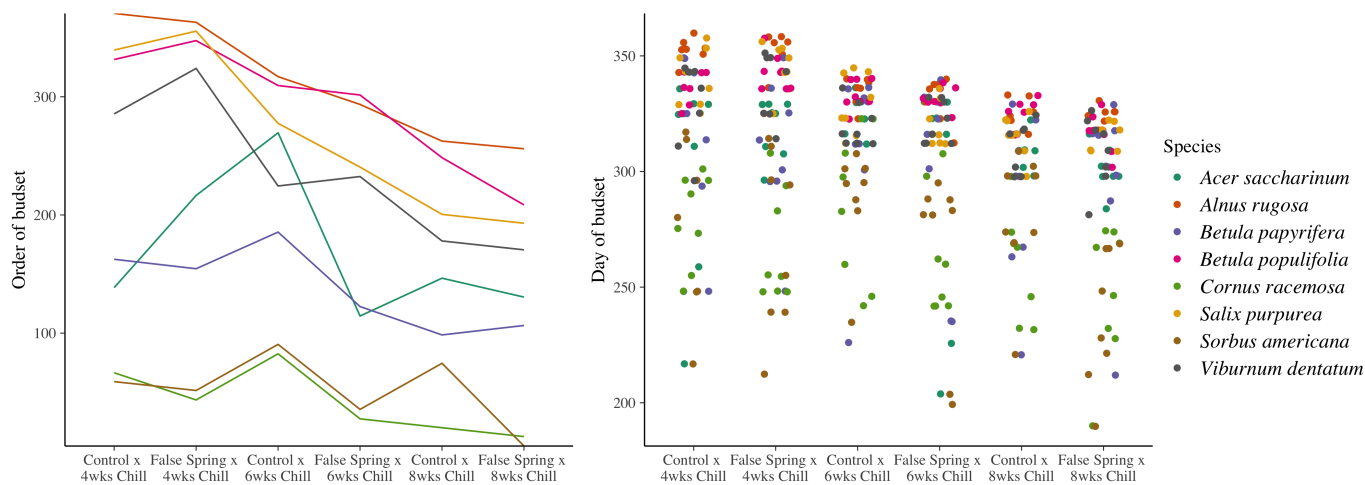 Order of budset
300
200
100
Control x
4wks Chill
False Spring x
4wks Chill
Control x
6wks Chill
False Spring x
6wks Chill
Control x
8wks Chill
False Spring x
8wks Chill
Day of budset
350
300
250
200
Control x
4wks Chill
False Spring x
4wks Chill
Control x
6wks Chill
False Spring x
6wks Chill
Control x
8wks Chill
False Spring x
8wks Chill
Species
Acer saccharinum
Alnus rugosa
Betula papyrifera
Betula populifolia
Cornus racemosa
Salix purpurea
Sorbus americana
Viburnum dentatum